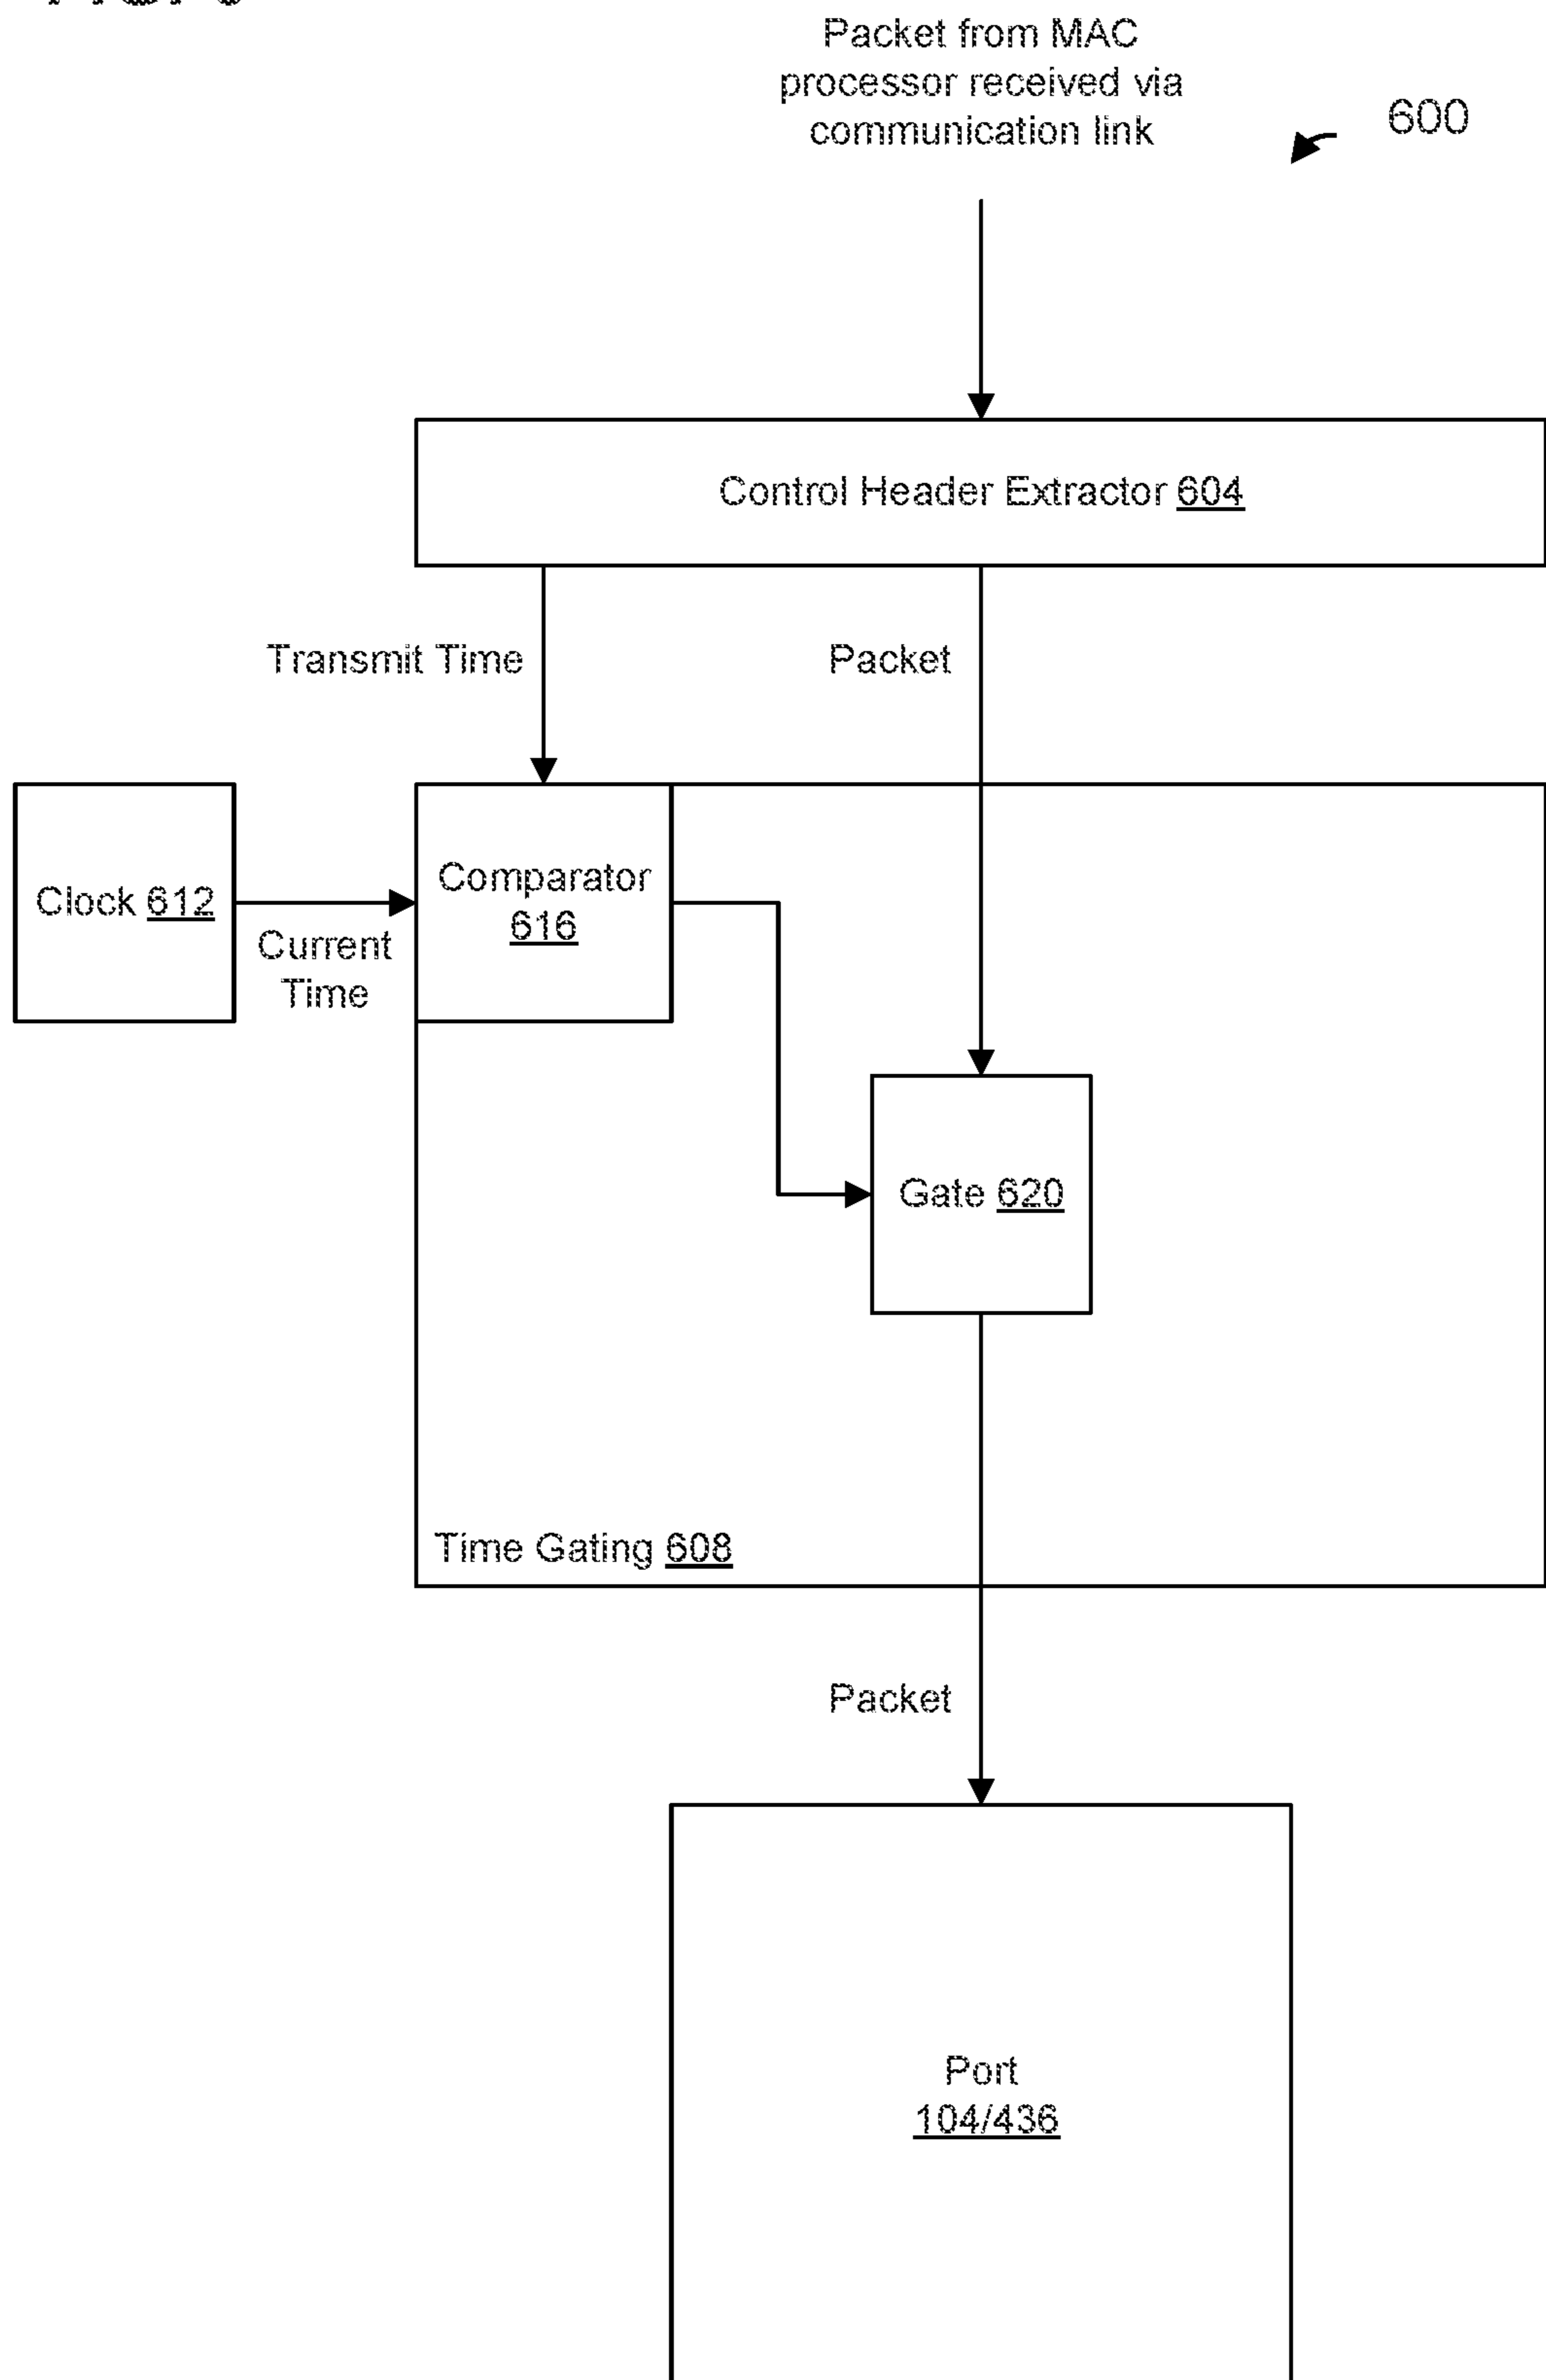 Packet from MAC
processor received via
communication link
600
Control Header Extractor 604
Transmit Time
Packet
Clock 612
Current
Time
Comparator
616
Gate 620
Time Gating 608
Packet
Port
104/436